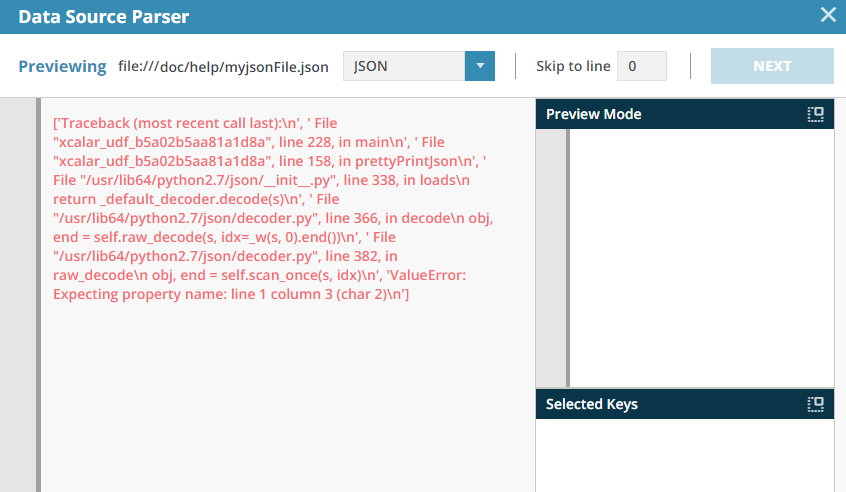 Data Source Parser
Previewing file:///doc/help/myjsonFile.json JSON Skip to line 0 NEXT
['Traceback (most recent call last):\n', ' File
"xcalar_udf_b5a02b5aa81a1d8a", line 228, in main\n', ' File
"xcalar_udf_b5a02b5aa81a1d8a", line 158, in prettyPrintJson\n', '
File "/usr/lib64/python2.7/json/__init__.py", line 338, in loads\n
return _default_decoder.decode(s)\n', ' File
"/usr/lib64/python2.7/json/decoder.py", line 366, in decode\n obj,
end = self.raw_decode(s, idx=_w(s, 0).end())\n', ' File
"/usr/lib64/python2.7/json/decoder.py", line 382, in
raw_decode\n obj, end = self.scan_once(s, idx)\n', 'ValueError:
Expecting property name: line 1 column 3 (char 2)\n']
Preview Mode
Selected Keys